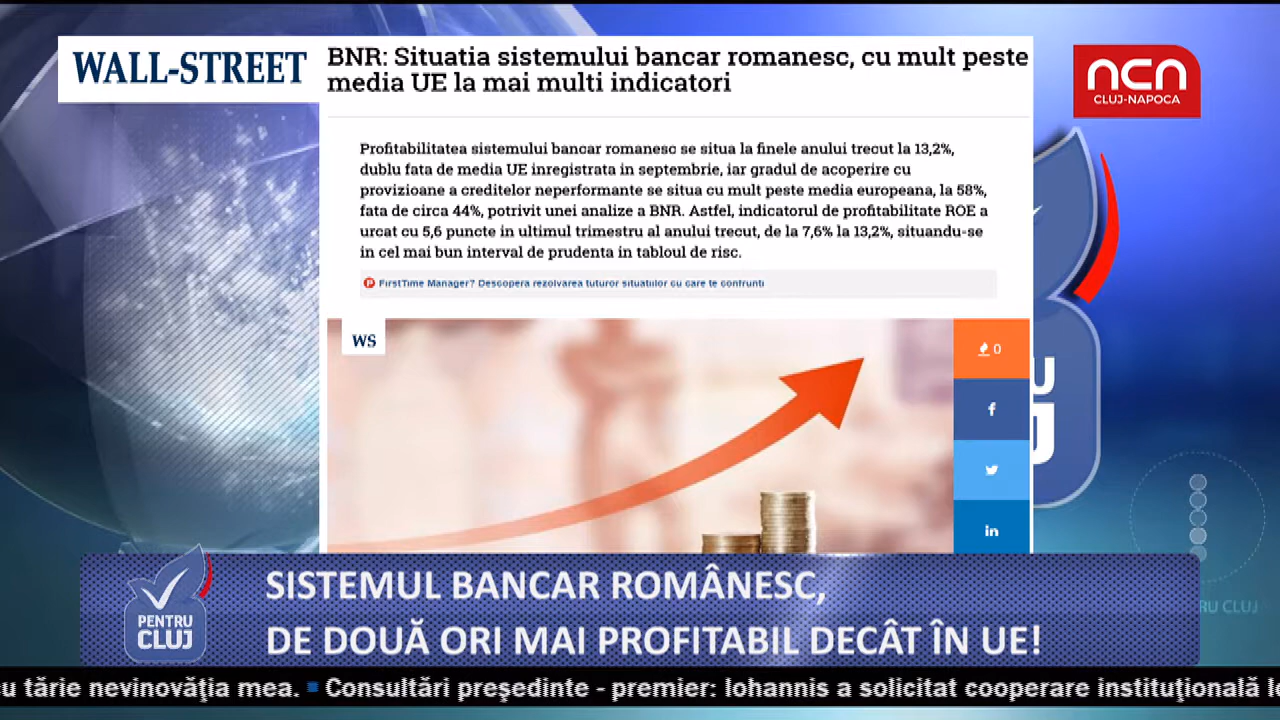 WALL-STREET
BNR: Situatia sistemului bancar romanesc, cu mult peste
media UE la mai multi indicatori
ncn
CLUJ-NAPOCA
Profitabilitatea sistemului bancar romanesc se situa la finele anului trecut la 13,2%,
dublu fata de media UE inregistrata in septembrie, iar gradul de acoperire cu
provizioane a creditelor neperformante se situa cu mult peste media europeana, la 58%,
fata de circa 44%, potrivit unei analize a BNR. Astfel, indicatorul de profitabilitate ROE a
urcat cu 5,6 puncte in ultimul trimestru al anului trecut, de la 7,6% la 13,2%, situandu-se
in cel mai bun interval de prudenta in tabloul de risc.
FirstTime Manager? Descopera rezolvarea tuturor situatiilor cu care te confrunti
WS
0
f
in
RU CLUJ
PENTRU
CLUJ
SISTEMUL BANCAR ROMÂNESC,
DE DOUĂ ORI MAI PROFITABIL DECÂT ÎN UE!
cu tărie nevinovăţia mea. Consultări preşedinte - premier: Iohannis a solicitat cooperare instituţională